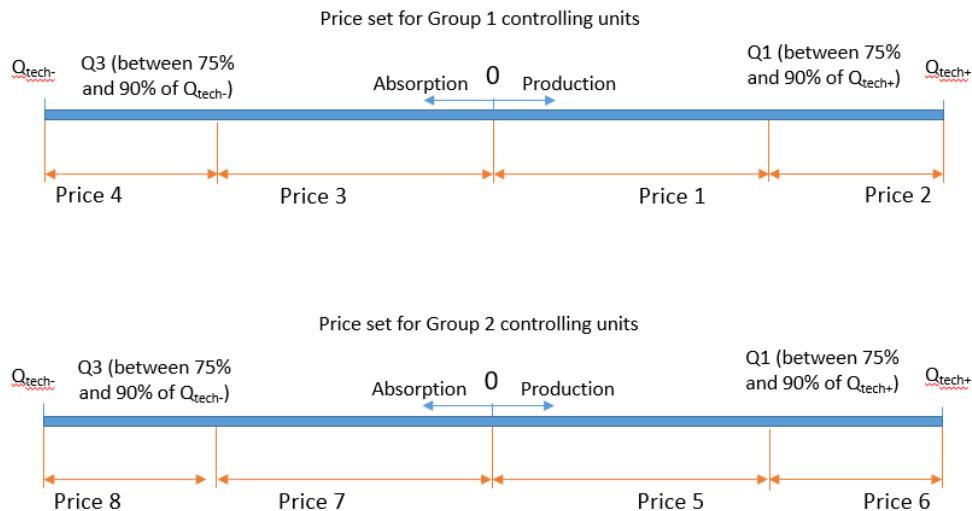 Price set for Group 1 controlling units
Qtech-
Q3 (between 75%
and 90% of Qtech-)
Absorption
0
Production
Q1 (between 75%
and 90% of Qtech+)
Qtech+
Price 4
Price 3
Price 1
Price 2
Price set for Group 2 controlling units
Qtech-
Q3 (between 75%
and 90% of Qtech-)
Absorption
0
Production
Q1 (between 75%
and 90% of Qtech+)
Qtech+
Price 8
Price 7
Price 5
Price 6